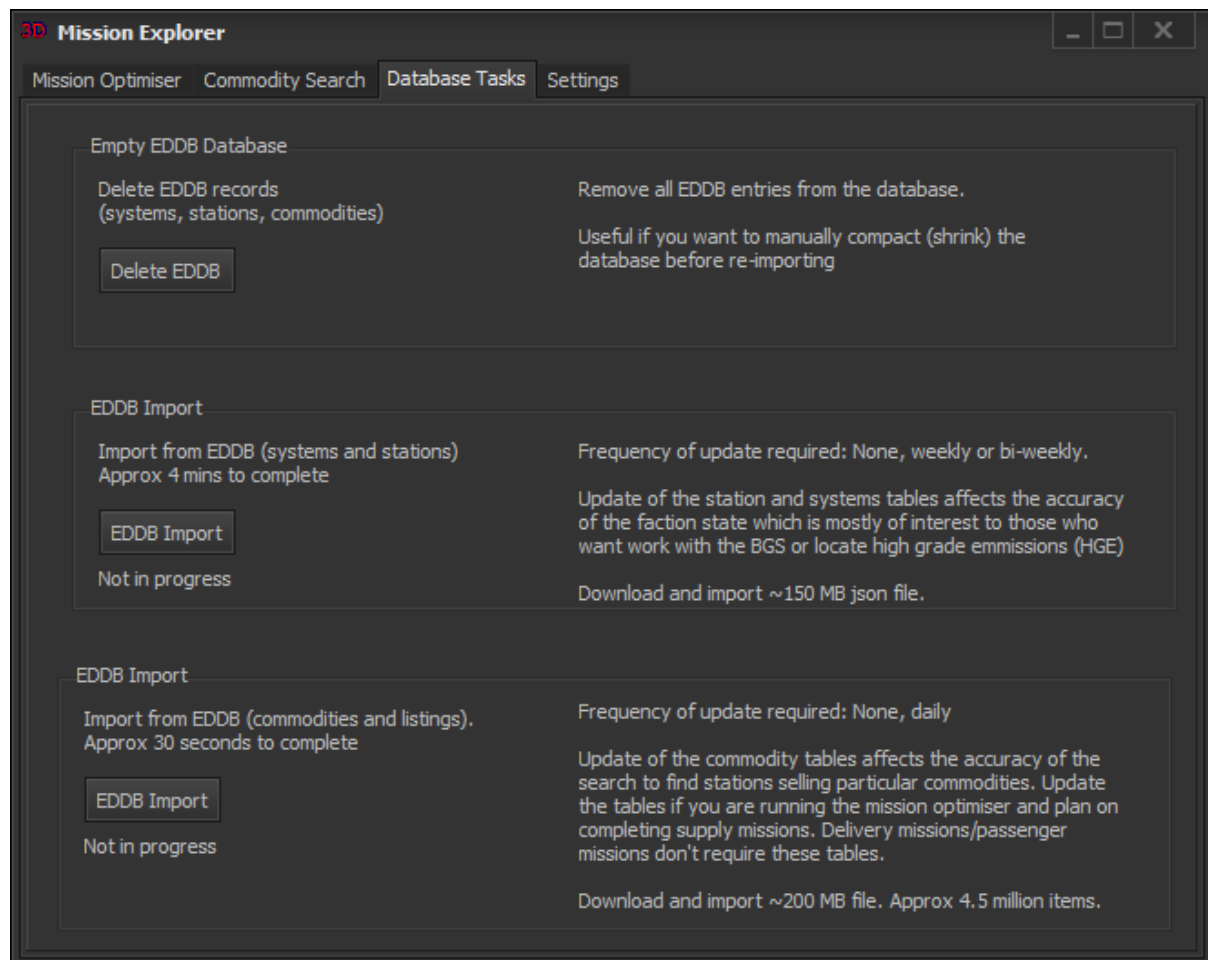 3D Mission Explorer
Mission Optimiser Commodity Search Database Tasks Settings
Empty EDDB Database
Delete EDDB records
(systems, stations, commodities)
Delete EDDB
Remove all EDDB entries from the database.
Useful if you want to manually compact (shrink) the
database before re-importing
EDDB Import
Import from EDDB (systems and stations)
Approx 4 mins to complete
EDDB Import
Not in progress
Frequency of update required: None, weekly or bi-weekly.
Update of the station and systems tables affects the accuracy
of the faction state which is mostly of interest to those who
want work with the BGS or locate high grade emmissions (HGE)
Download and import ~150 MB json file.
EDDB Import
Import from EDDB (commodities and listings).
Approx 30 seconds to complete
EDDB Import
Not in progress
Frequency of update required: None, daily
Update of the commodity tables affects the accuracy of the
search to find stations selling particular commodities. Update
the tables if you are running the mission optimiser and plan on
completing supply missions. Delivery missions/passenger
missions don't require these tables.
Download and import ~200 MB file. Approx 4.5 million items.